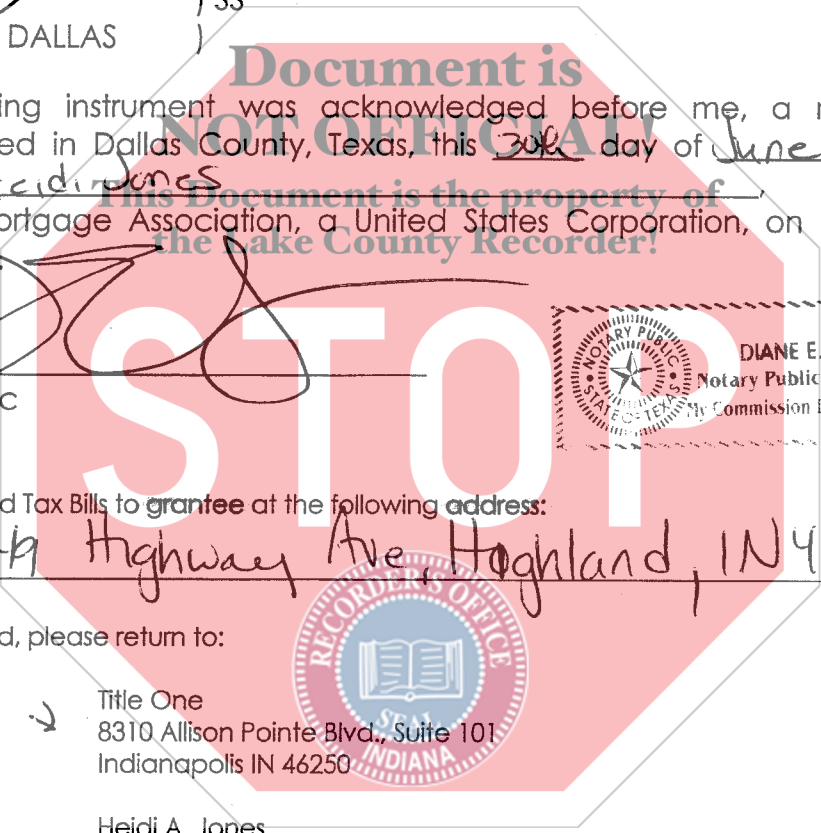 ) SS
DALLAS )
Document is
ing instrument was acknowledged before me, a
NOT OFFICIAL!
ed in Dallas County, Texas, this 30th day of June
eidi Jones,
This Document is the property of
ortgage Association, a United States Corporation, on
the Lake County Recorder!
STOP
NOTARY PUBLIC
STATE OF TEXAS
DIANE E.
Notary Public
My Commission
C
d Tax Bills to grantee at the following address:
Highway Ave, Highland, IN 4
RECORDER'S OFFICE
SEAL
INDIANA
d, please return to:
Title One
8310 Allison Pointe Blvd., Suite 101
Indianapolis IN 46250
Heidi A. Jones